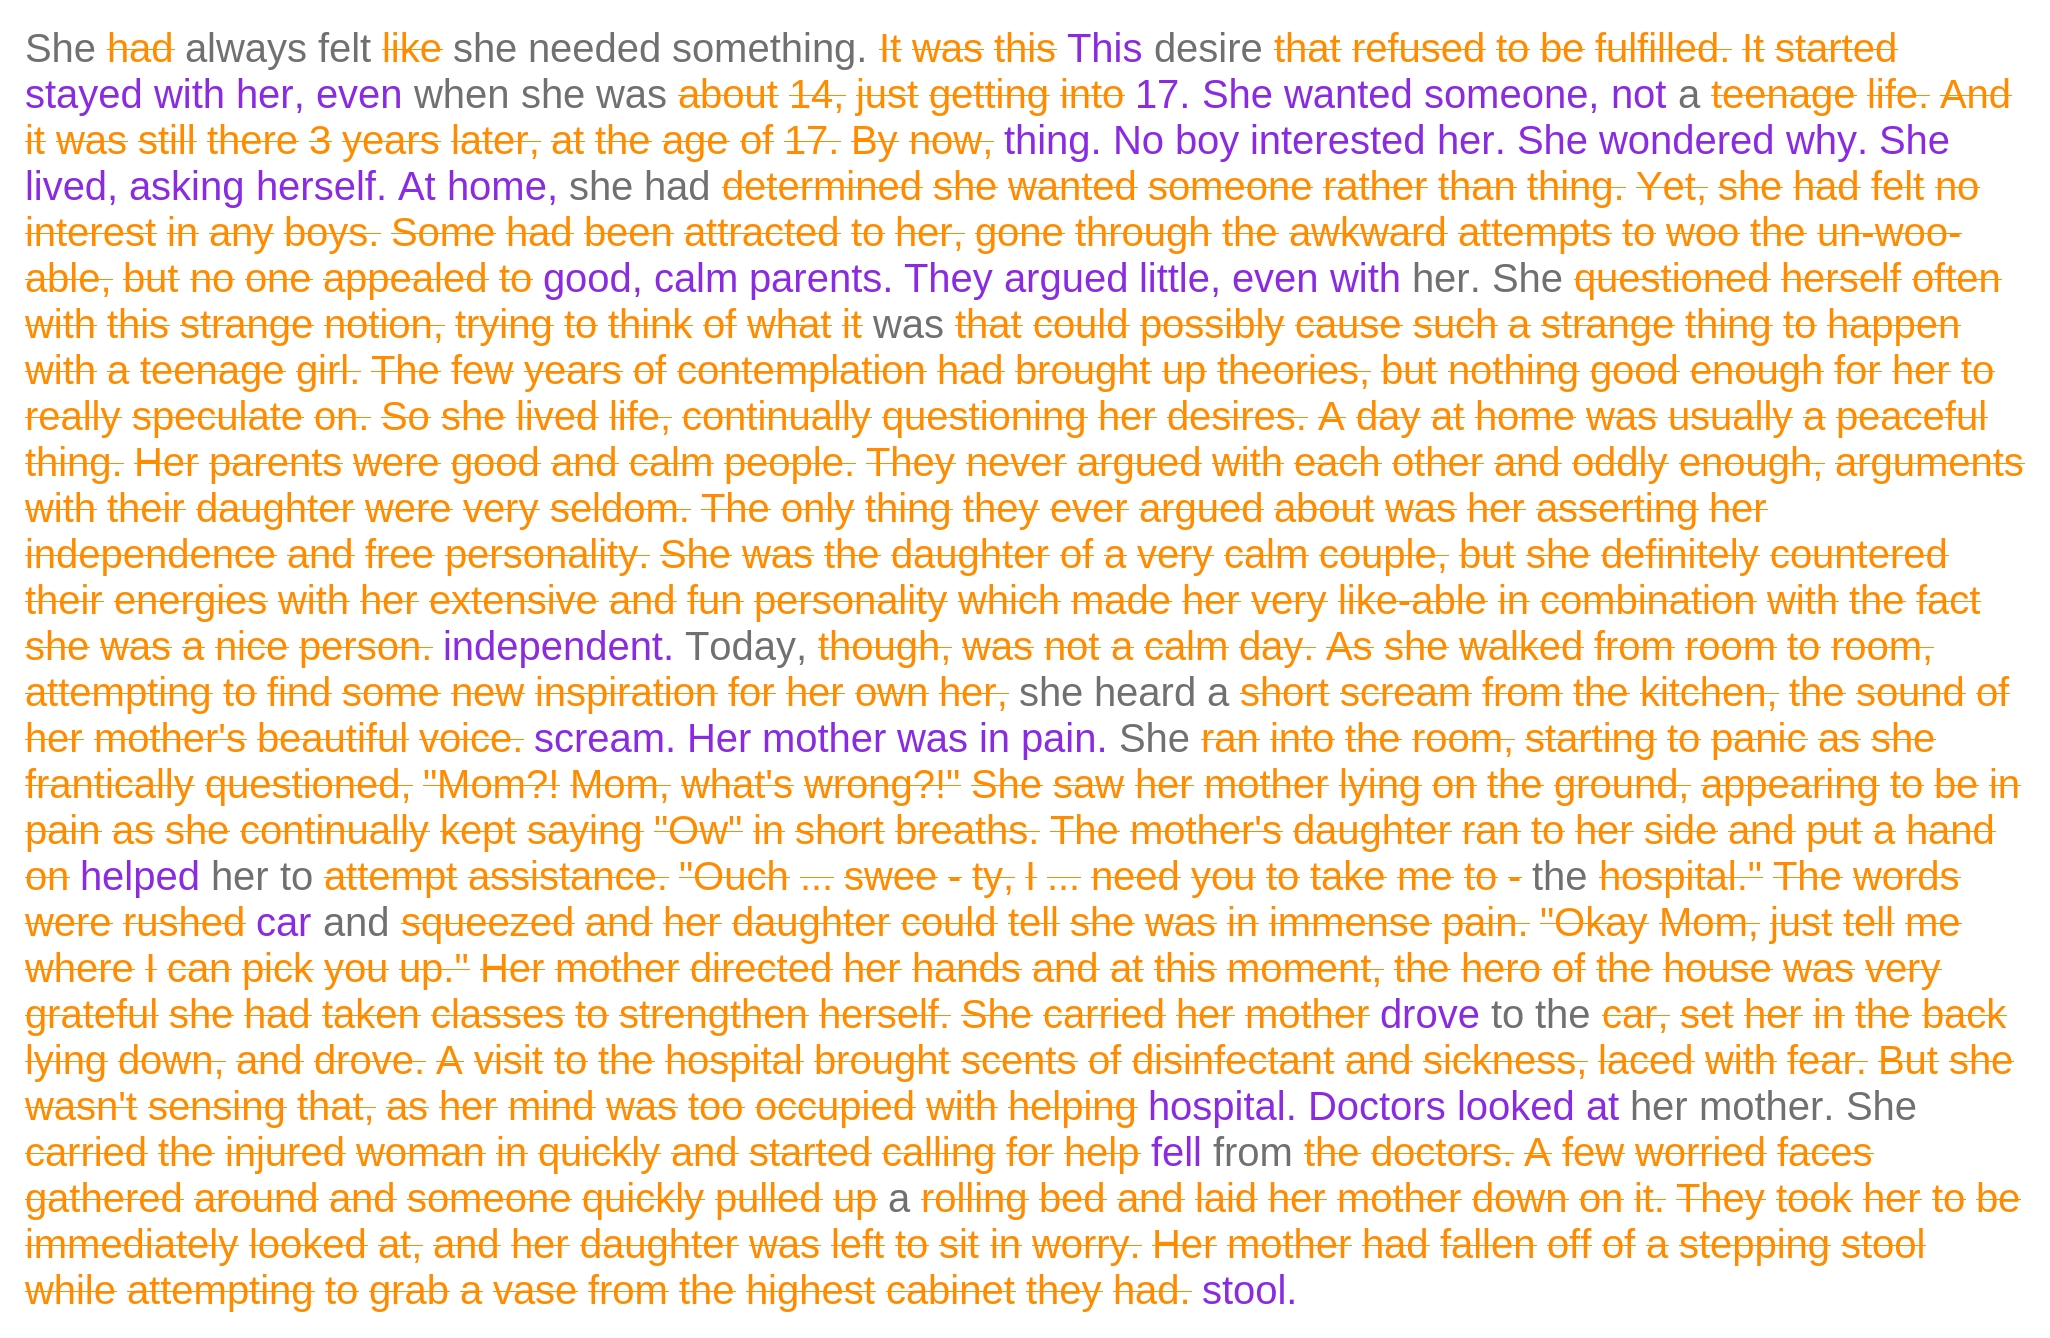 She had always felt like she needed something. It was this This desire that refused to be fulfilled. It started
stayed with her, even when she was about 14, just getting into 17. She wanted someone, not a teenage life. And
it was still there 3 years later, at the age of 17. By now, thing. No boy interested her. She wondered why. She
lived, asking herself. At home, she had determined she wanted someone rather than thing. Yet, she had felt no
interest in any boys. Some had been attracted to her, gone through the awkward attempts to woo the un-woo-
able, but no one appealed to good, calm parents. They argued little, even with her. She questioned herself often
with this strange notion, trying to think of what it was that could possibly cause such a strange thing to happen
with a teenage girl. The few years of contemplation had brought up theories, but nothing good enough for her to
really speculate on. So she lived life, continually questioning her desires. A day at home was usually a peaceful
thing. Her parents were good and calm people. They never argued with each other and oddly enough, arguments
with their daughter were very seldom. The only thing they ever argued about was her asserting her
independence and free personality. She was the daughter of a very calm couple, but she definitely countered
their energies with her extensive and fun personality which made her very like-able in combination with the fact
she was a nice person. independent. Today, though, was not a calm day. As she walked from room to room,
attempting to find some new inspiration for her own her, she heard a short scream from the kitchen, the sound of
her mother's beautiful voice. scream. Her mother was in pain. She ran into the room, starting to panic as she
frantically questioned, "Mom?! Mom, what's wrong?!" She saw her mother lying on the ground, appearing to be in
pain as she continually kept saying "Ow" in short breaths. The mother's daughter ran to her side and put a hand
on helped her to attempt assistance. "Ouch ... swee - ty, I ... need you to take me to - the hospital." The words
were rushed car and squeezed and her daughter could tell she was in immense pain. "Okay Mom, just tell me
where I can pick you up." Her mother directed her hands and at this moment, the hero of the house was very
grateful she had taken classes to strengthen herself. She carried her mother drove to the car, set her in the back
lying down, and drove. A visit to the hospital brought scents of disinfectant and sickness, laced with fear. But she
wasn't sensing that, as her mind was too occupied with helping hospital. Doctors looked at her mother. She
carried the injured woman in quickly and started calling for help fell from the doctors. A few worried faces
gathered around and someone quickly pulled up a rolling bed and laid her mother down on it. They took her to be
immediately looked at, and her daughter was left to sit in worry. Her mother had fallen off of a stepping stool
while attempting to grab a vase from the highest cabinet they had. stool.